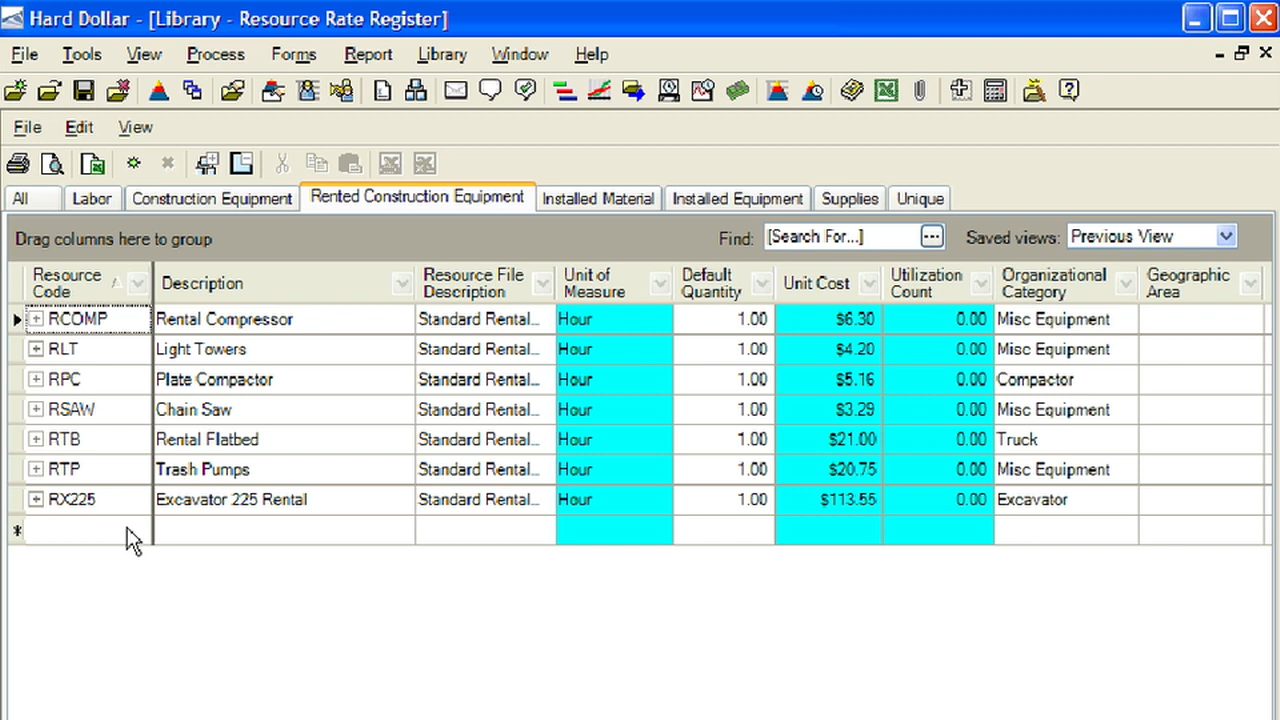 Hard Dollar - [Library - Resource Rate Register]
File Tools View Process Forms Report Library Window Help
File Edit View
All Labor Construction Equipment Rented Construction Equipment Installed Material Installed Equipment Supplies Unique
Drag columns here to group Find: [Search For...] Saved views: Previous View
Resource Code Description Resource File Description Unit of Measure Default Quantity Unit Cost Utilization Count Organizational Category Geographic Area
RCOMP Rental Compressor Standard Rental... Hour 1.00 $6.30 0.00 Misc Equipment
RLT Light Towers Standard Rental... Hour 1.00 $4.20 0.00 Misc Equipment
RPC Plate Compactor Standard Rental... Hour 1.00 $5.16 0.00 Compactor
RSAW Chain Saw Standard Rental... Hour 1.00 $3.29 0.00 Misc Equipment
RTB Rental Flatbed Standard Rental... Hour 1.00 $21.00 0.00 Truck
RTP Trash Pumps Standard Rental... Hour 1.00 $20.75 0.00 Misc Equipment
RX225 Excavator 225 Rental Standard Rental... Hour 1.00 $113.55 0.00 Excavator